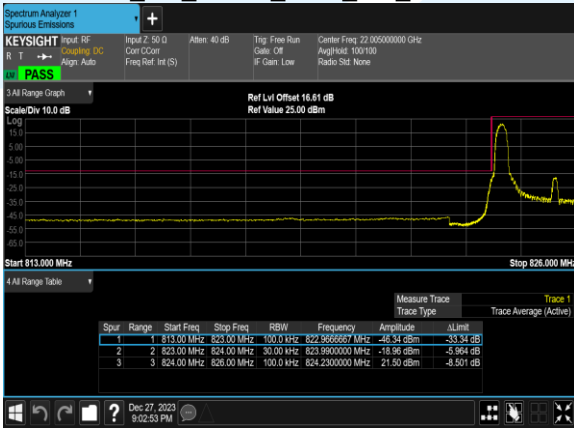 Spectrum Analyzer 1
Spurious Emissions
KEYSIGHT Input: RF Input Z: 50 Ω Atten: 40 dB Trig: Free Run Center Freq: 22.005000000 GHz
R T Coupling: DC Corr CCorr Gate: Off Avg|Hold: 100/100
Align: Auto Freq Ref: Int (S) IF Gain: Low Radio Std: None
PASS
3 All Range Graph
Ref Lvl Offset 16.61 dB
Scale/Div 10.0 dB Ref Value 25.00 dBm
Log
15.0
5.00
-5.00
-15.0
-25.0
-35.0
-45.0
-55.0
-65.0
Start 813.000 MHz Stop 826.000 MHz
4 All Range Table
Measure Trace Trace 1
Trace Type Trace Average (Active)
Spur Range Start Freq Stop Freq RBW Frequency Amplitude ΔLimit
1 1 813.00 MHz 823.00 MHz 100.0 kHz 822.9666667 MHz -46.34 dBm -33.34 dB
2 2 823.00 MHz 824.00 MHz 30.00 kHz 823.9900000 MHz -18.96 dBm -5.964 dB
3 3 824.00 MHz 826.00 MHz 100.0 kHz 824.2300000 MHz 21.50 dBm -8.501 dB
? Dec 27, 2023
9:02:53 PM